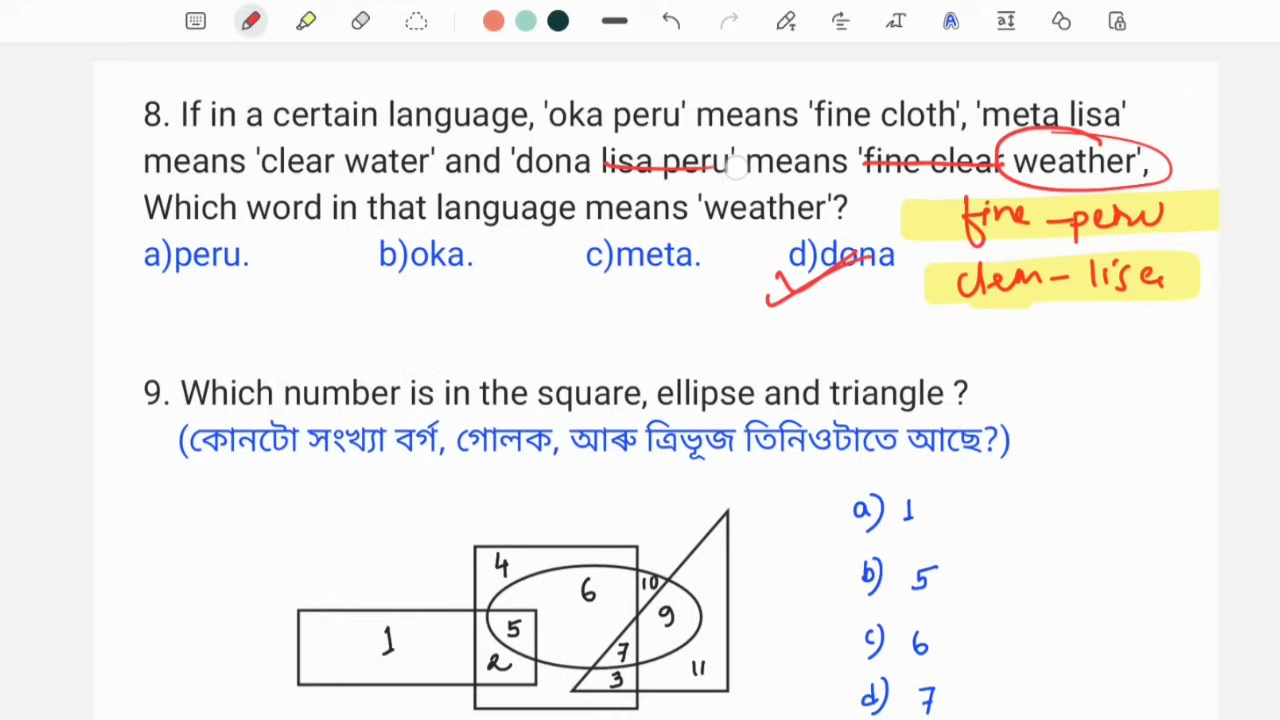 8. If in a certain language, 'oka peru' means 'fine cloth', 'meta lisa'
means 'clear water' and 'dona lisa peru' means 'fine clear weather',
Which word in that language means 'weather'?
fine - peru
a)peru. b)oka. c)meta. d)dona
clear - lisa
9. Which number is in the square, ellipse and triangle ?
(কোনটো সংখ্যা বৰ্গ, গোলক, আৰু ত্ৰিভূজ তিনিওটাতে আছে?)
a) 1
4
6
10
b) 5
9
5
1
7
c) 6
2
3
11
d) 7